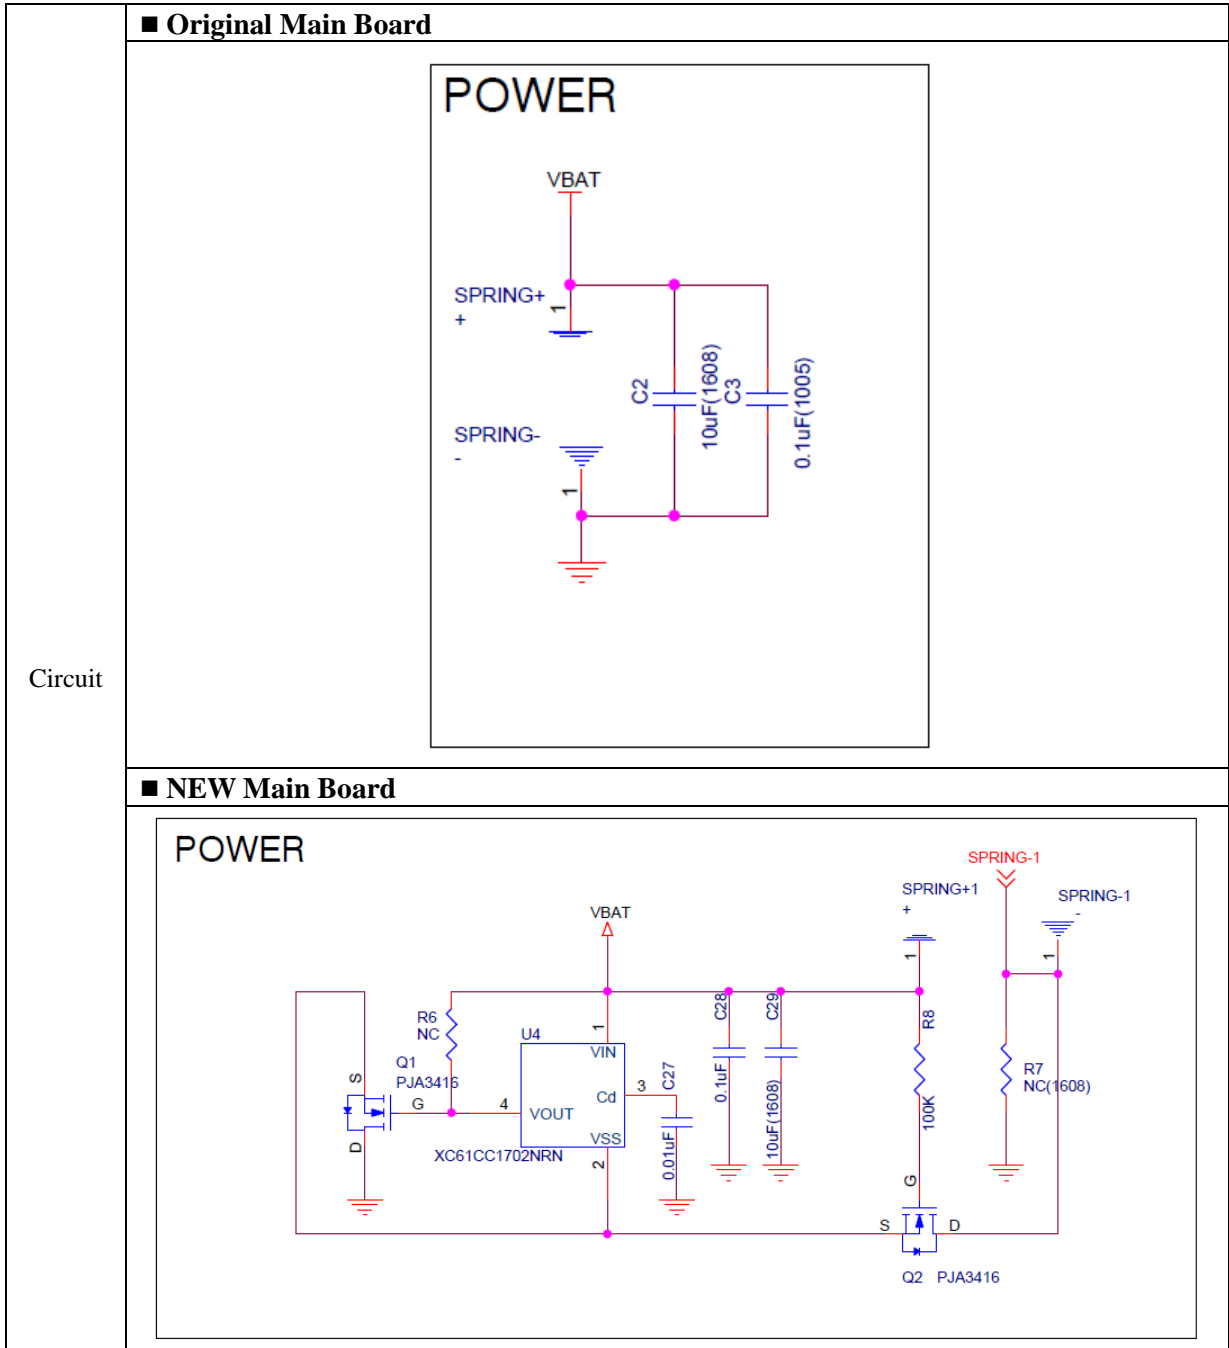 ■ Original Main Board
POWER
VBAT
SPRING+
+
1
C2
10uF(1608)
C3
0.1uF(1005)
SPRING-
-
1
Circuit
■ NEW Main Board
POWER
SPRING-1
SPRING+1
+
SPRING-1
-
VBAT
1
1
R6
NC
U4
1
VIN
C28
C29
R8
Q1
PJA3416
S
G
D
4
VOUT
Cd
3
C27
0.1uF
10uF(1608)
100K
R7
NC(1608)
VSS
XC61CC1702NRN
2
0.01uF
G
S
D
Q2 PJA3416